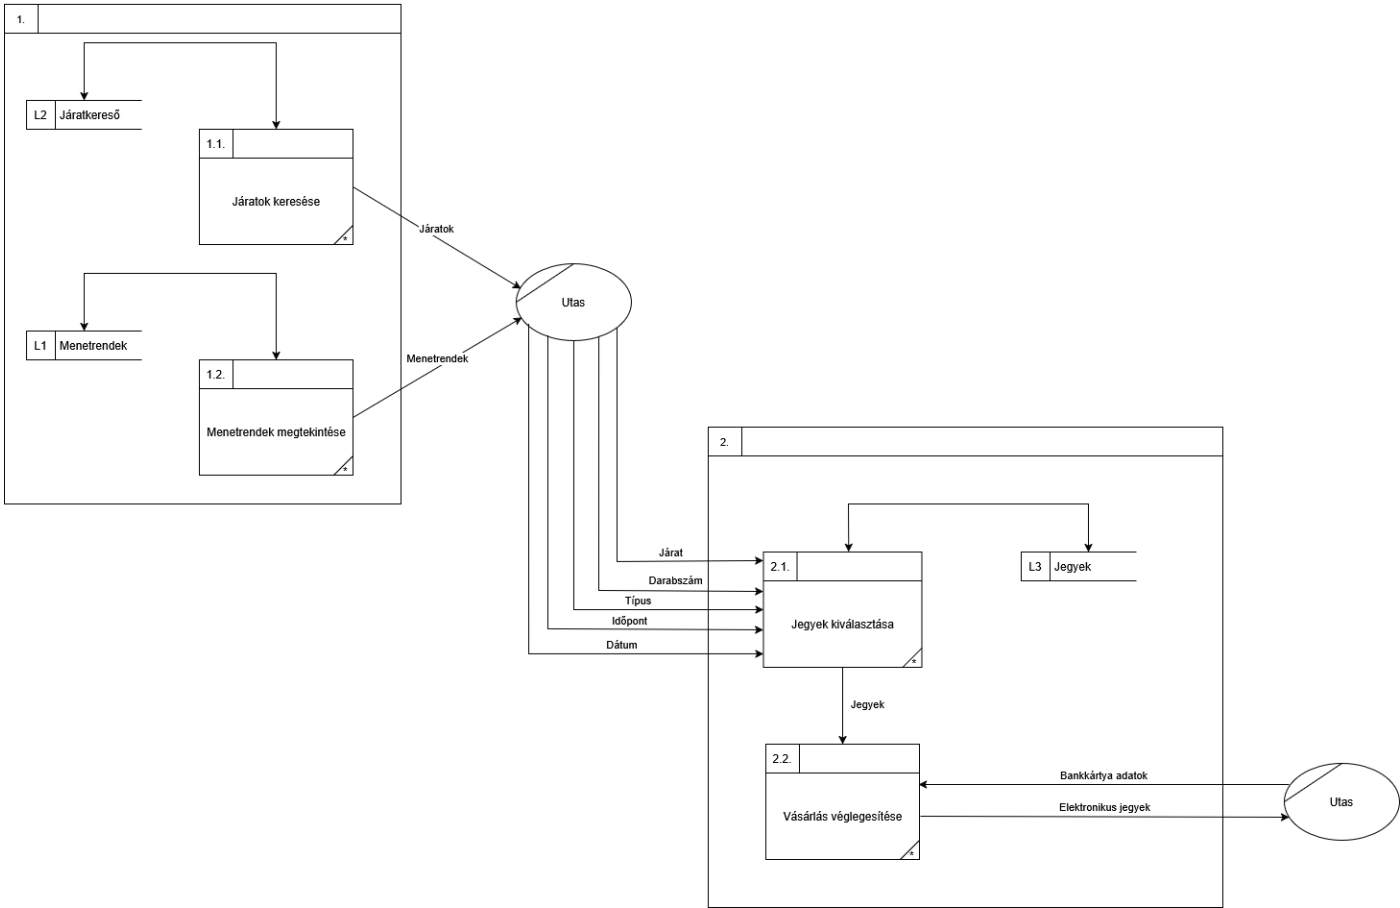 1.
L2 Járatkereső
1.1.
Járatok keresése
*
Járatok
Utas
L1 Menetrendek
Menetrendek
1.2.
Menetrendek megtekintése
*
2.
Járat
2.1.
L3 Jegyek
Darabszám
Típus
Időpont
Jegyek kiválasztása
Dátum
*
Jegyek
2.2.
Bankkártya adatok
Utas
Elektronikus jegyek
Vásárlás véglegesítése
*